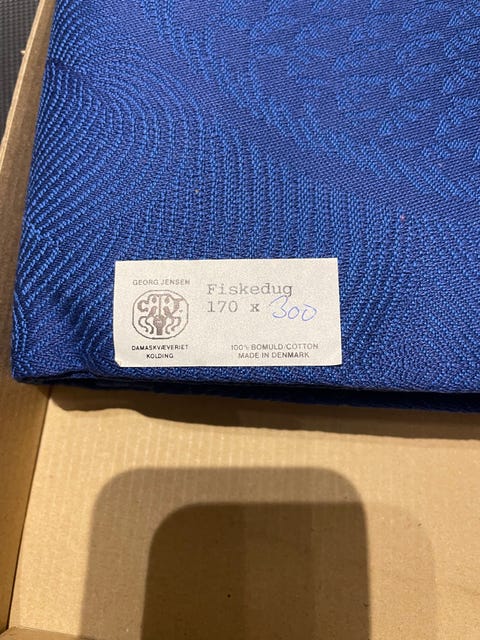 GEORG JENSEN
Fiskedug
170 x 300
DAMASKVÆVERIET
KOLDING
100% BOMULD/COTTON
MADE IN DENMARK